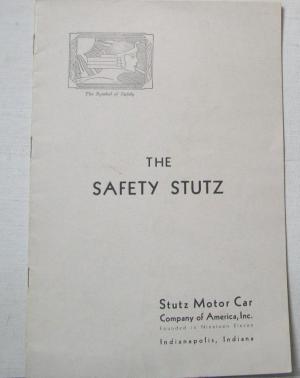 The Symbol of Safety
THE
SAFETY STUTZ
Stutz Motor Car
Company of America, Inc.
Founded in Nineteen Eleven
Indianapolis, Indiana